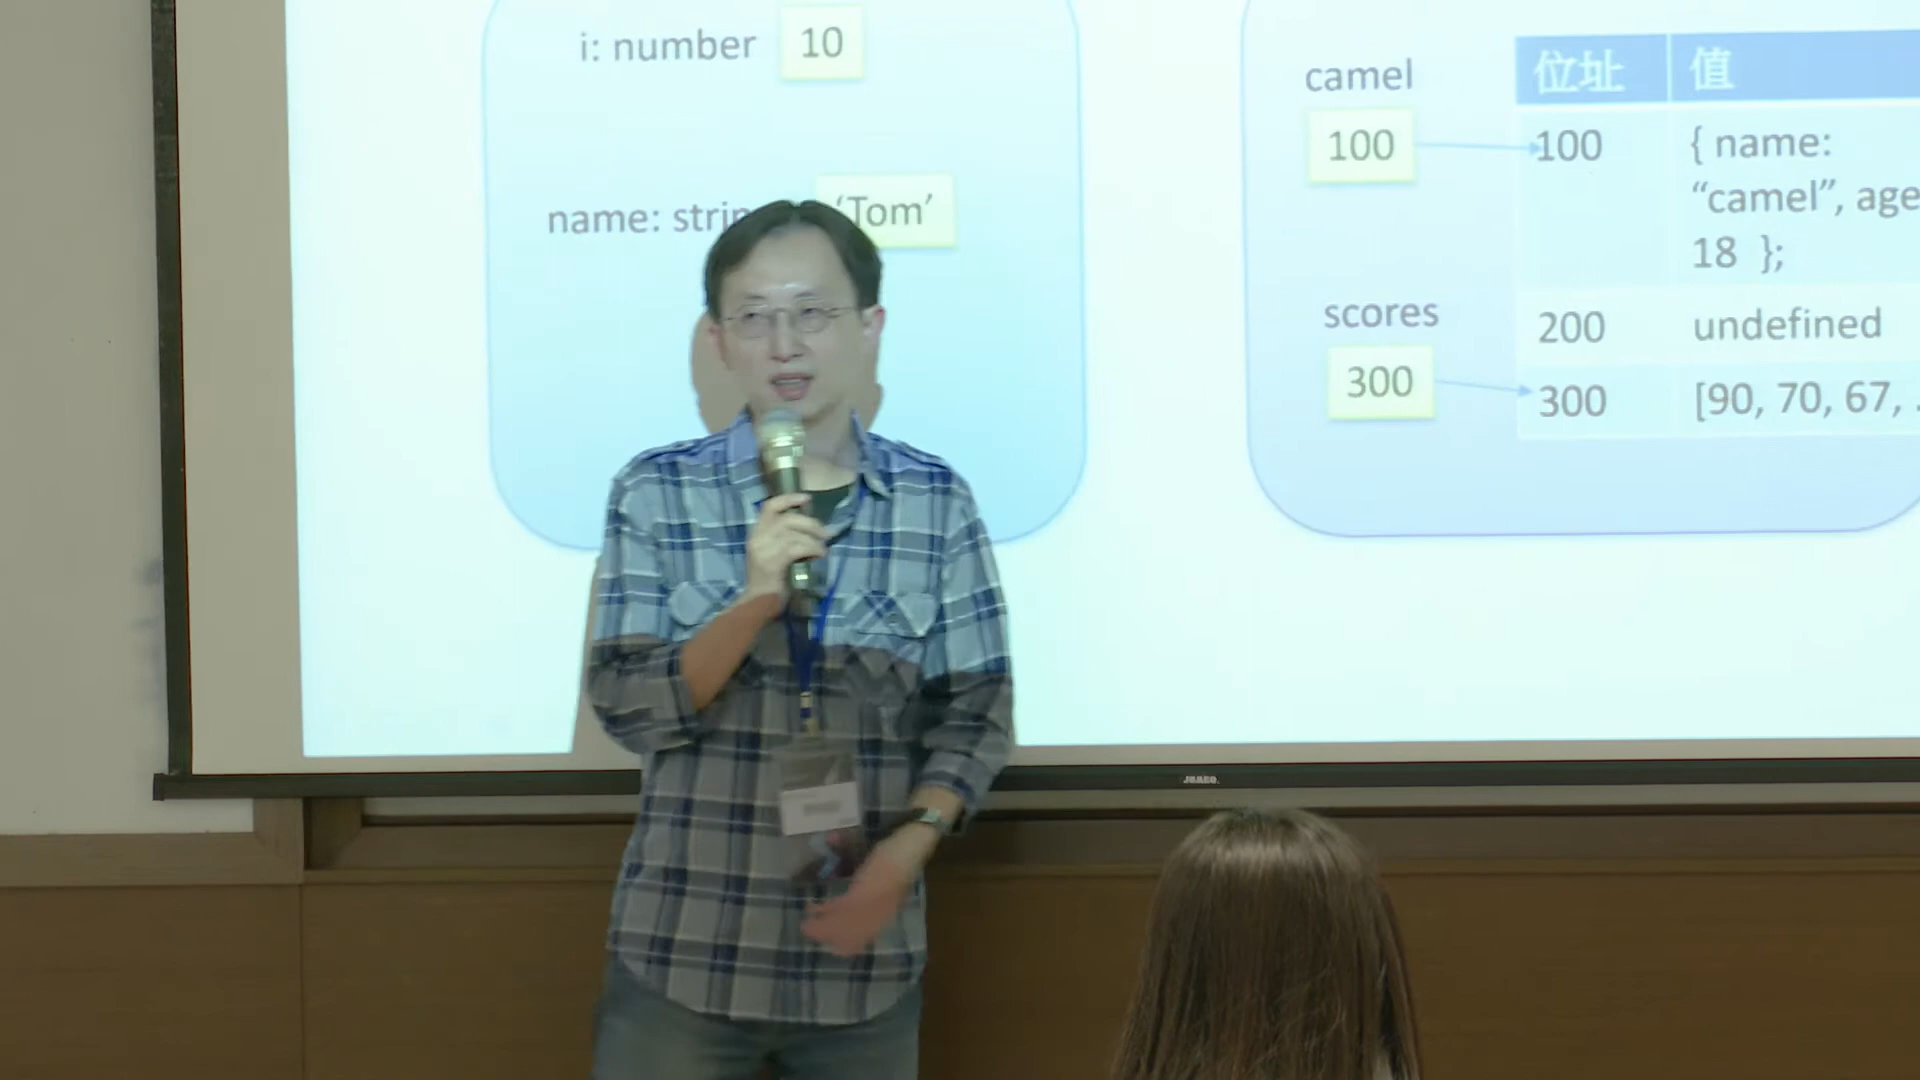 i: number 10
name: string 'Tom'
camel
100
scores
300
位址 值
100 { name:
“camel”, age
18 };
200 undefined
300 [90, 70, 67,